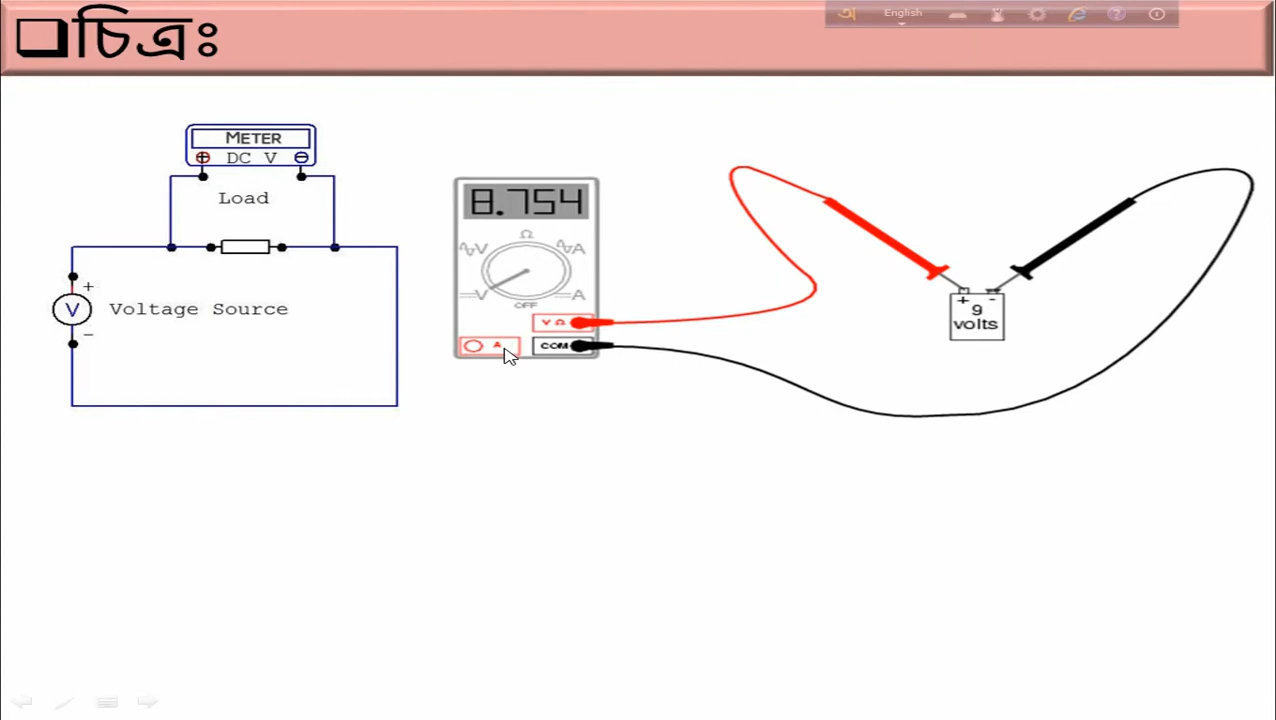 ❑চিত্রঃ
অ English
METER
+ DC V −
Load
+
V Voltage Source
−
8.754
Ω
V A
V A
OFF
V Ω
A COM
+ -
9
volts